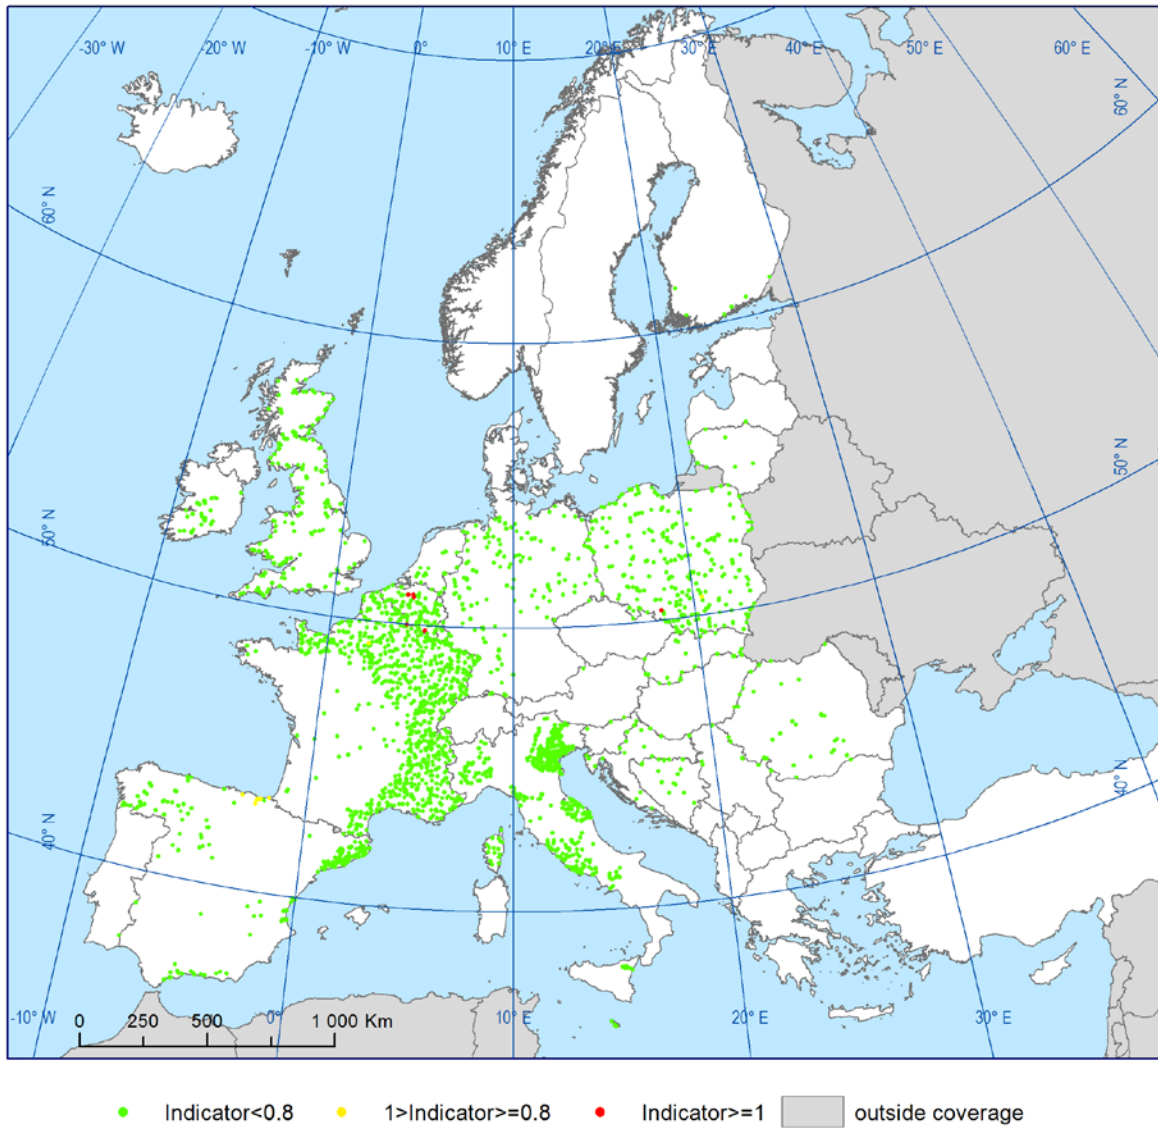 -30° W
-20° W
-10° W
0°
10° E
20° E
30° E
40° E
50° E
60° E
60° N
60° N
50° N
50° N
40° N
40° N
-10° W
0°
10° E
20° E
30° E
0 250 500 1 000 Km
Indicator<0.8 1>Indicator>=0.8 Indicator>=1 outside coverage